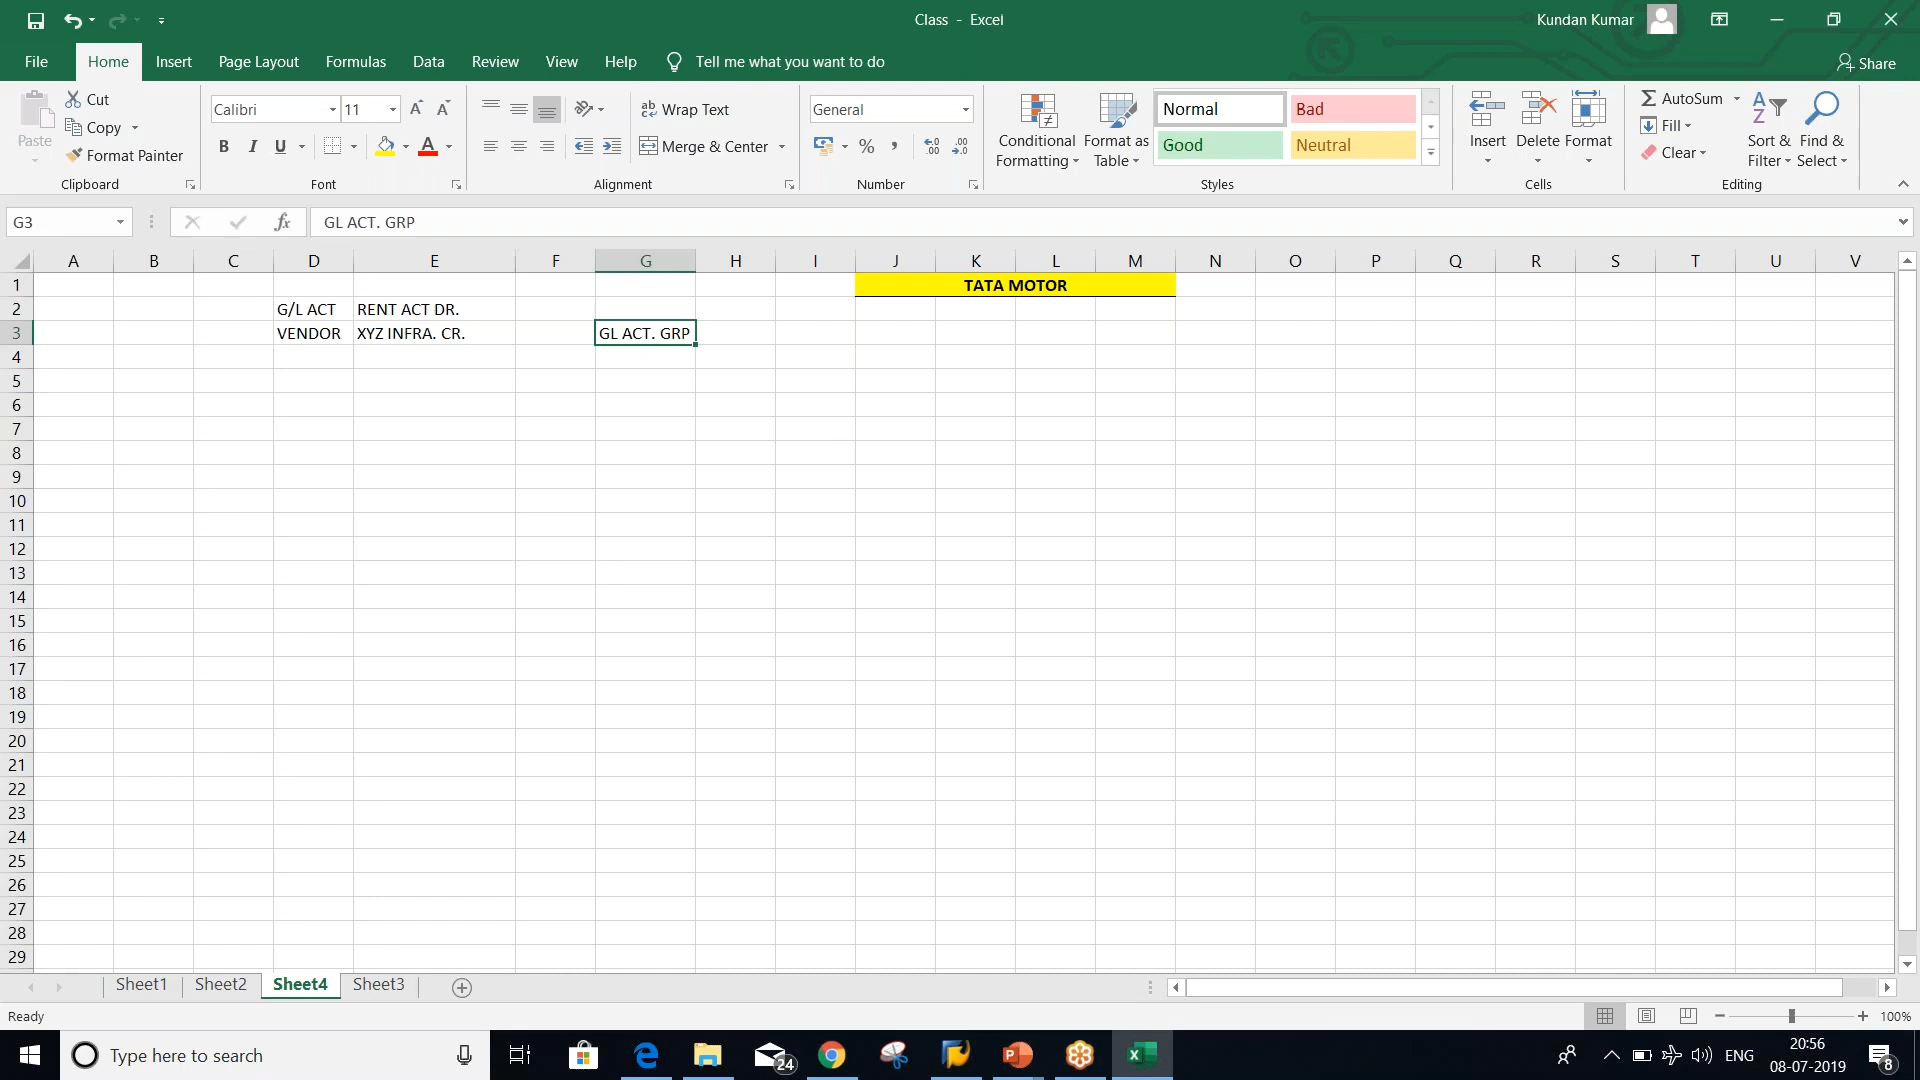 Class - Excel
Kundan Kumar
File Home Insert Page Layout Formulas Data Review View Help Tell me what you want to do Share
Paste
Cut
Copy
Format Painter
Clipboard
Calibri 11
B I U
Font
Wrap Text
Merge & Center
Alignment
General
%
Number
Conditional Formatting
Format as Table
Normal Bad
Good Neutral
Styles
Insert Delete Format
Cells
AutoSum
Fill
Clear
Sort & Filter
Find & Select
Editing
G3 fx GL ACT. GRP
A B C D E F G H I J K L M N O P Q R S T U V
1 TATA MOTOR
2 G/L ACT RENT ACT DR.
3 VENDOR XYZ INFRA. CR. GL ACT. GRP
4
5
6
7
8
9
10
11
12
13
14
15
16
17
18
19
20
21
22
23
24
25
26
27
28
29
Sheet1 Sheet2 Sheet4 Sheet3
Ready 100%
Type here to search
24
ENG
20:56
08-07-2019
8